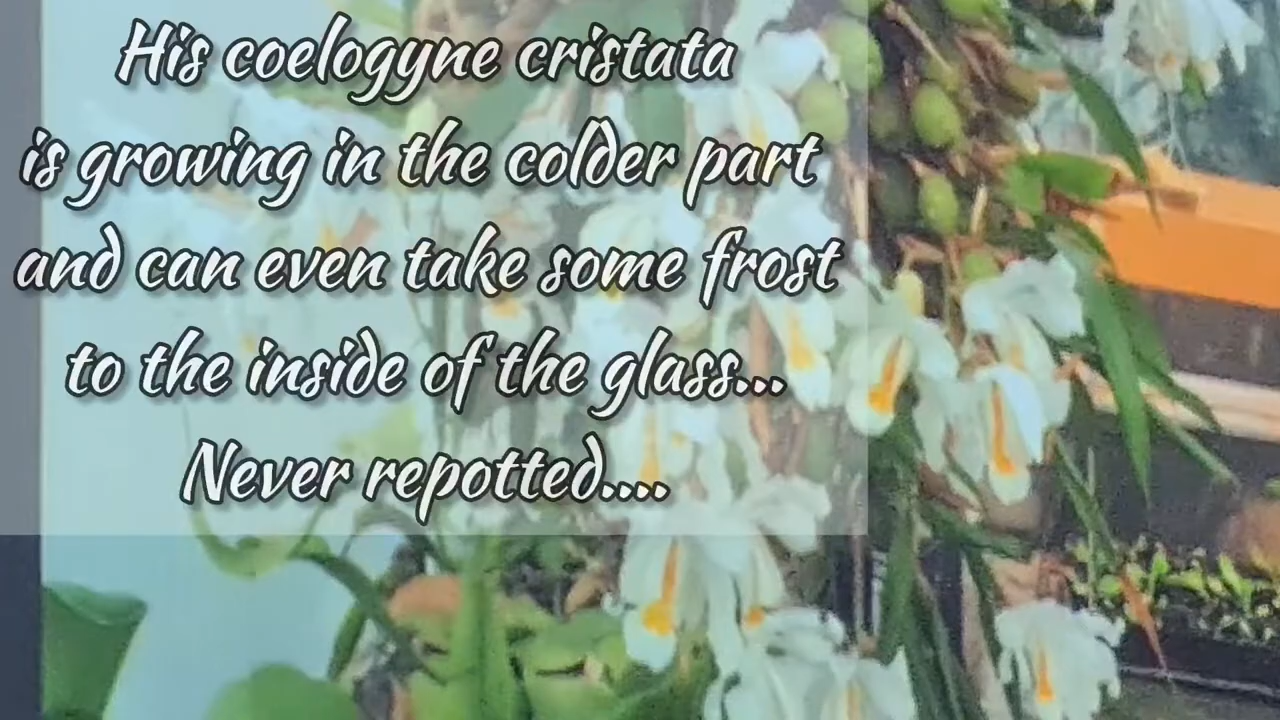 His coelogyne cristata
is growing in the colder part
and can even take some frost
to the inside of the glass...
Never repotted....